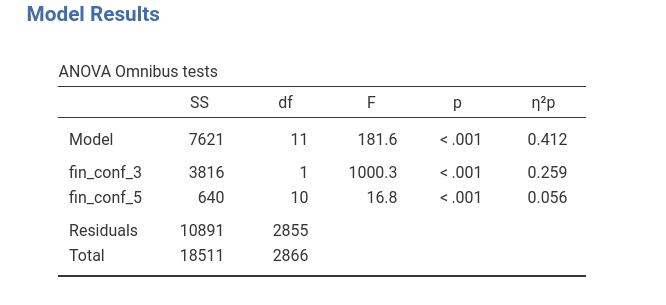 Model Results
ANOVA Omnibus tests
SS df F p η²p
Model 7621 11 181.6 < .001 0.412
fin_conf_3 3816 1 1000.3 < .001 0.259
fin_conf_5 640 10 16.8 < .001 0.056
Residuals 10891 2855
Total 18511 2866